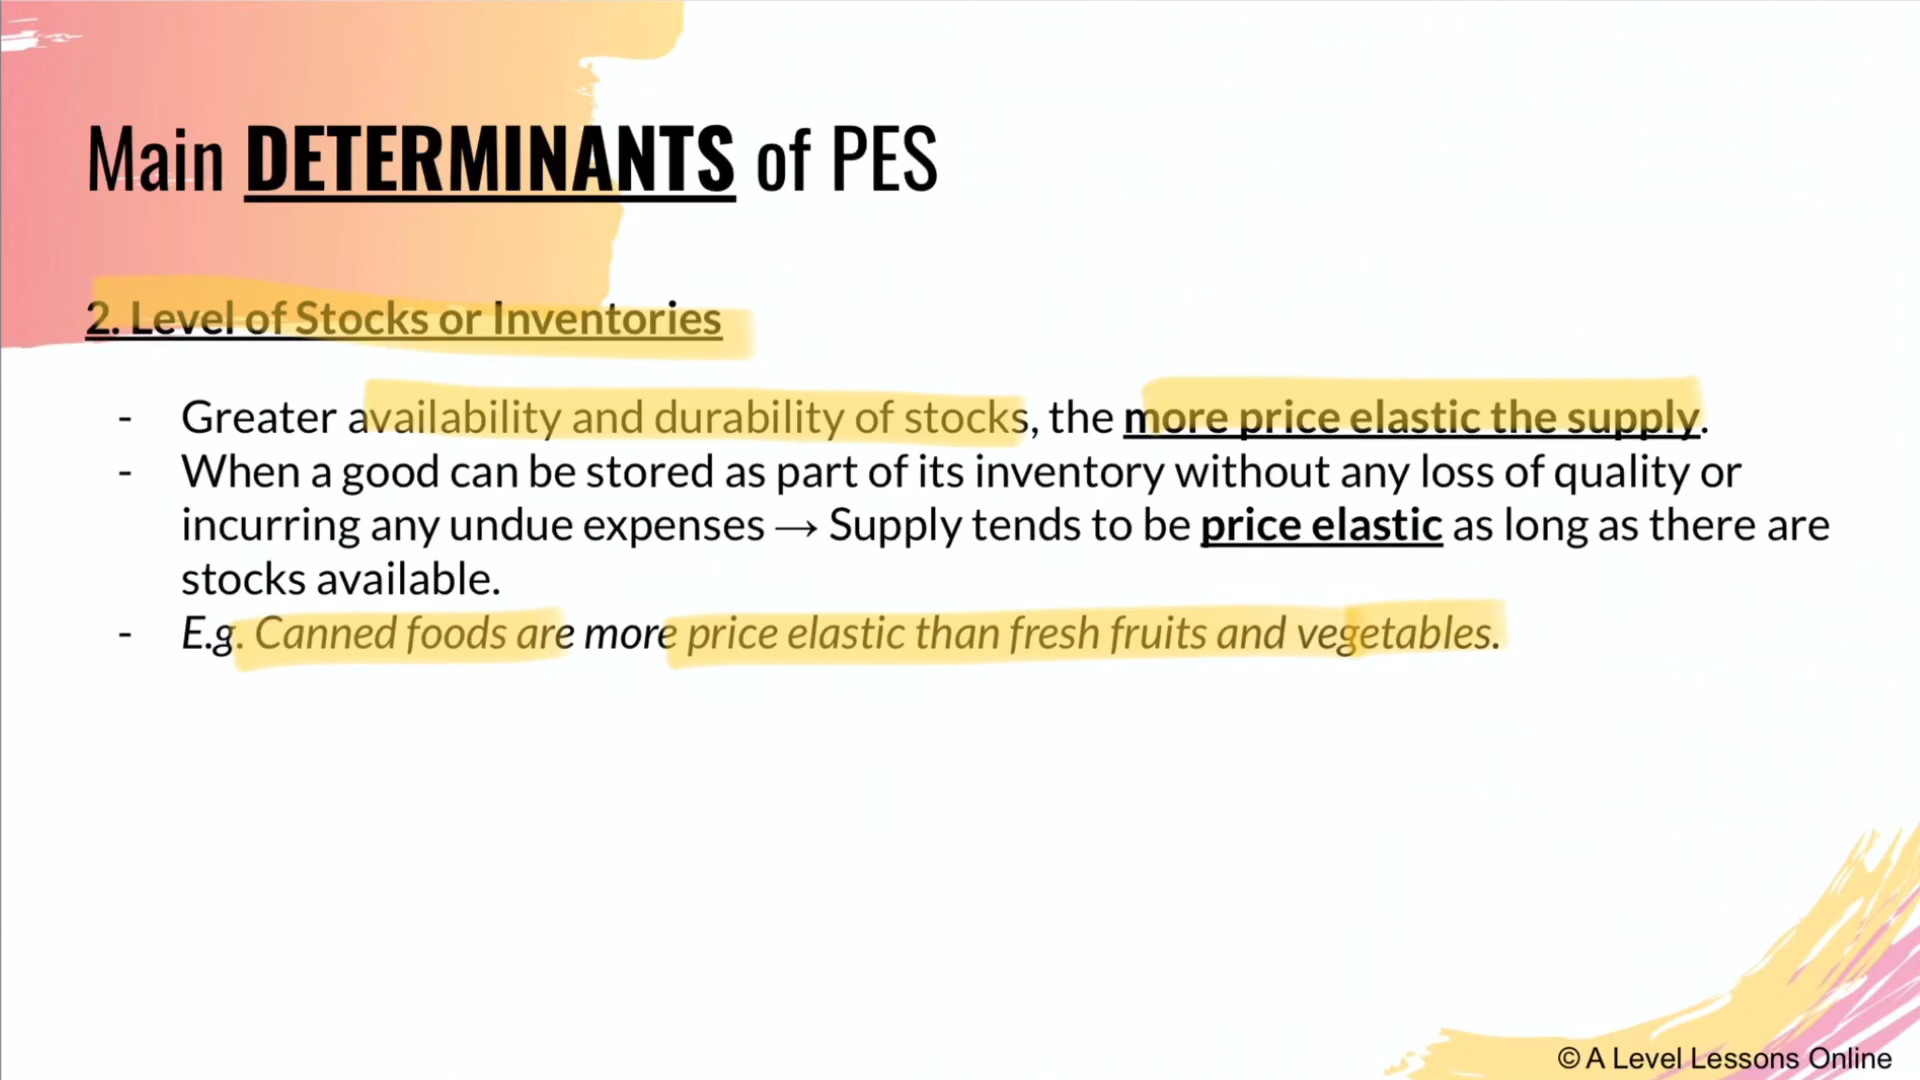 Main DETERMINANTS of PES
2. Level of Stocks or Inventories
- Greater availability and durability of stocks, the more price elastic the supply.
- When a good can be stored as part of its inventory without any loss of quality or
incurring any undue expenses → Supply tends to be price elastic as long as there are
stocks available.
- E.g. Canned foods are more price elastic than fresh fruits and vegetables.
© A Level Lessons Online